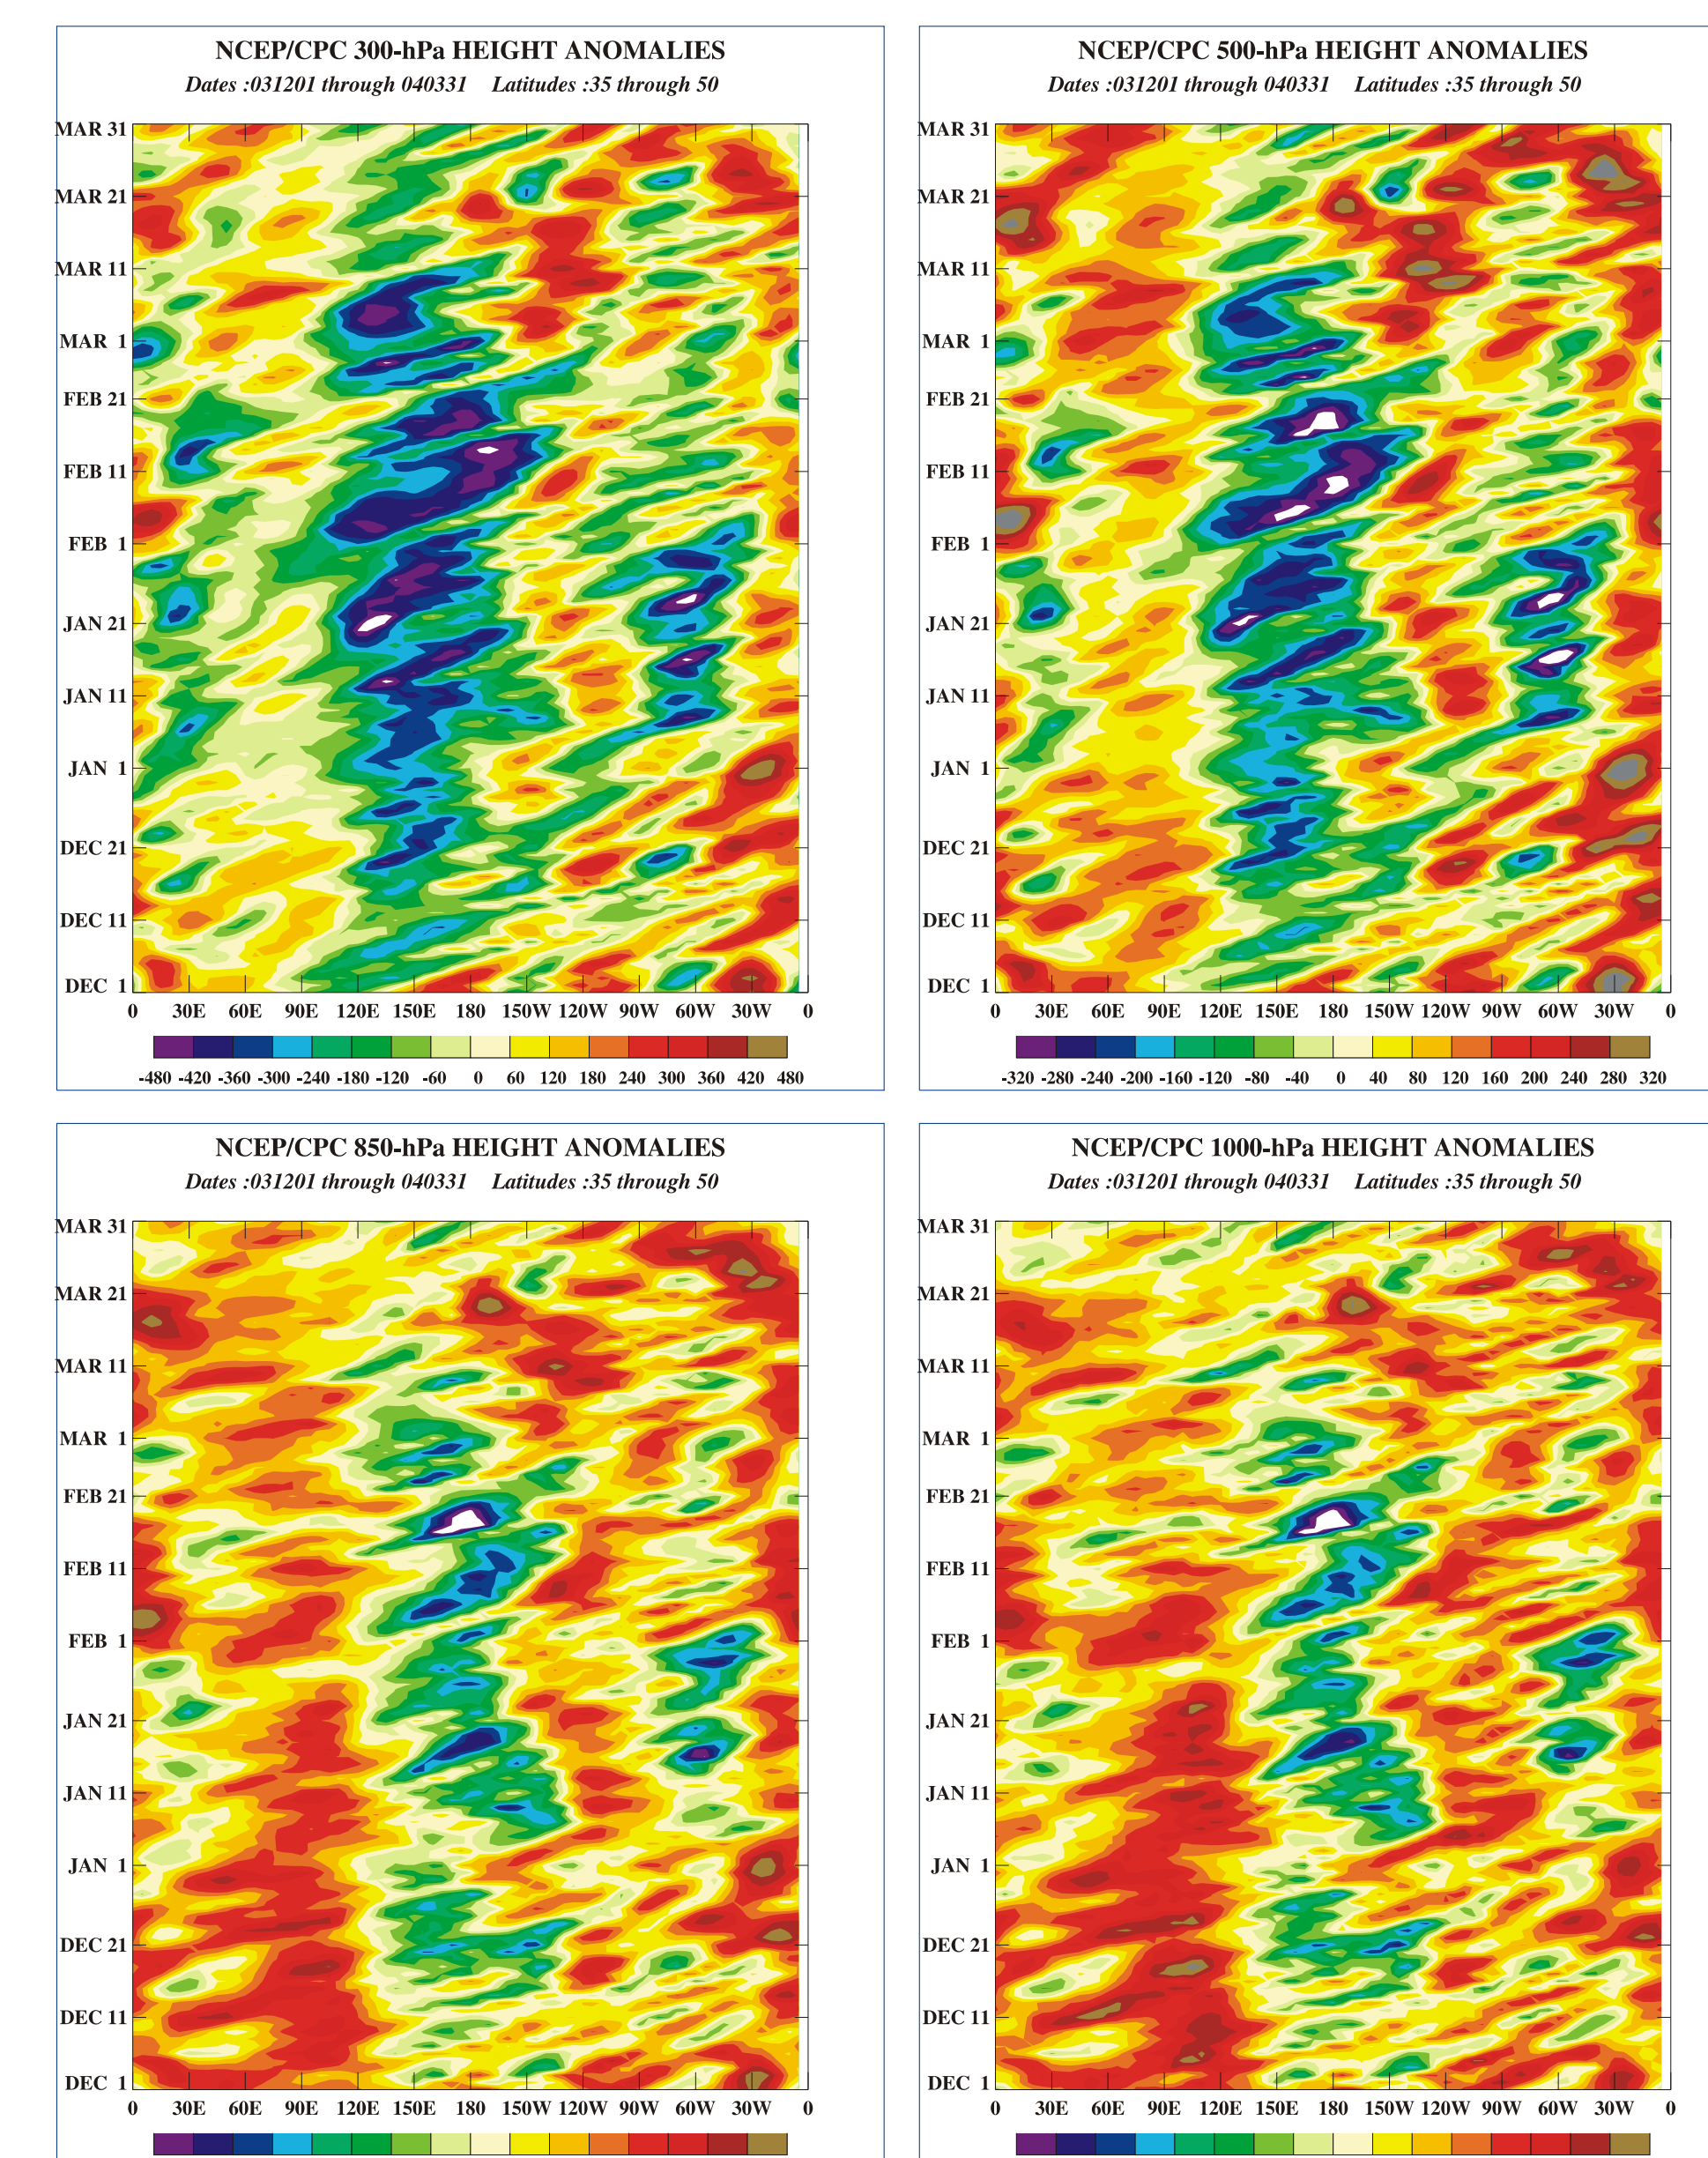 NCEP/CPC 300-hPa HEIGHT ANOMALIES
Dates :031201 through 040331 Latitudes :35 through 50
MAR 31
MAR 21
MAR 11
MAR 1
FEB 21
FEB 11
FEB 1
JAN 21
JAN 11
JAN 1
DEC 21
DEC 11
DEC 1
0 30E 60E 90E 120E 150E 180 150W 120W 90W 60W 30W 0
-480 -420 -360 -300 -240 -180 -120 -60 0 60 120 180 240 300 360 420 480
NCEP/CPC 500-hPa HEIGHT ANOMALIES
Dates :031201 through 040331 Latitudes :35 through 50
MAR 31
MAR 21
MAR 11
MAR 1
FEB 21
FEB 11
FEB 1
JAN 21
JAN 11
JAN 1
DEC 21
DEC 11
DEC 1
0 30E 60E 90E 120E 150E 180 150W 120W 90W 60W 30W 0
-320 -280 -240 -200 -160 -120 -80 -40 0 40 80 120 160 200 240 280 320
NCEP/CPC 850-hPa HEIGHT ANOMALIES
Dates :031201 through 040331 Latitudes :35 through 50
MAR 31
MAR 21
MAR 11
MAR 1
FEB 21
FEB 11
FEB 1
JAN 21
JAN 11
JAN 1
DEC 21
DEC 11
DEC 1
0 30E 60E 90E 120E 150E 180 150W 120W 90W 60W 30W 0
NCEP/CPC 1000-hPa HEIGHT ANOMALIES
Dates :031201 through 040331 Latitudes :35 through 50
MAR 31
MAR 21
MAR 11
MAR 1
FEB 21
FEB 11
FEB 1
JAN 21
JAN 11
JAN 1
DEC 21
DEC 11
DEC 1
0 30E 60E 90E 120E 150E 180 150W 120W 90W 60W 30W 0